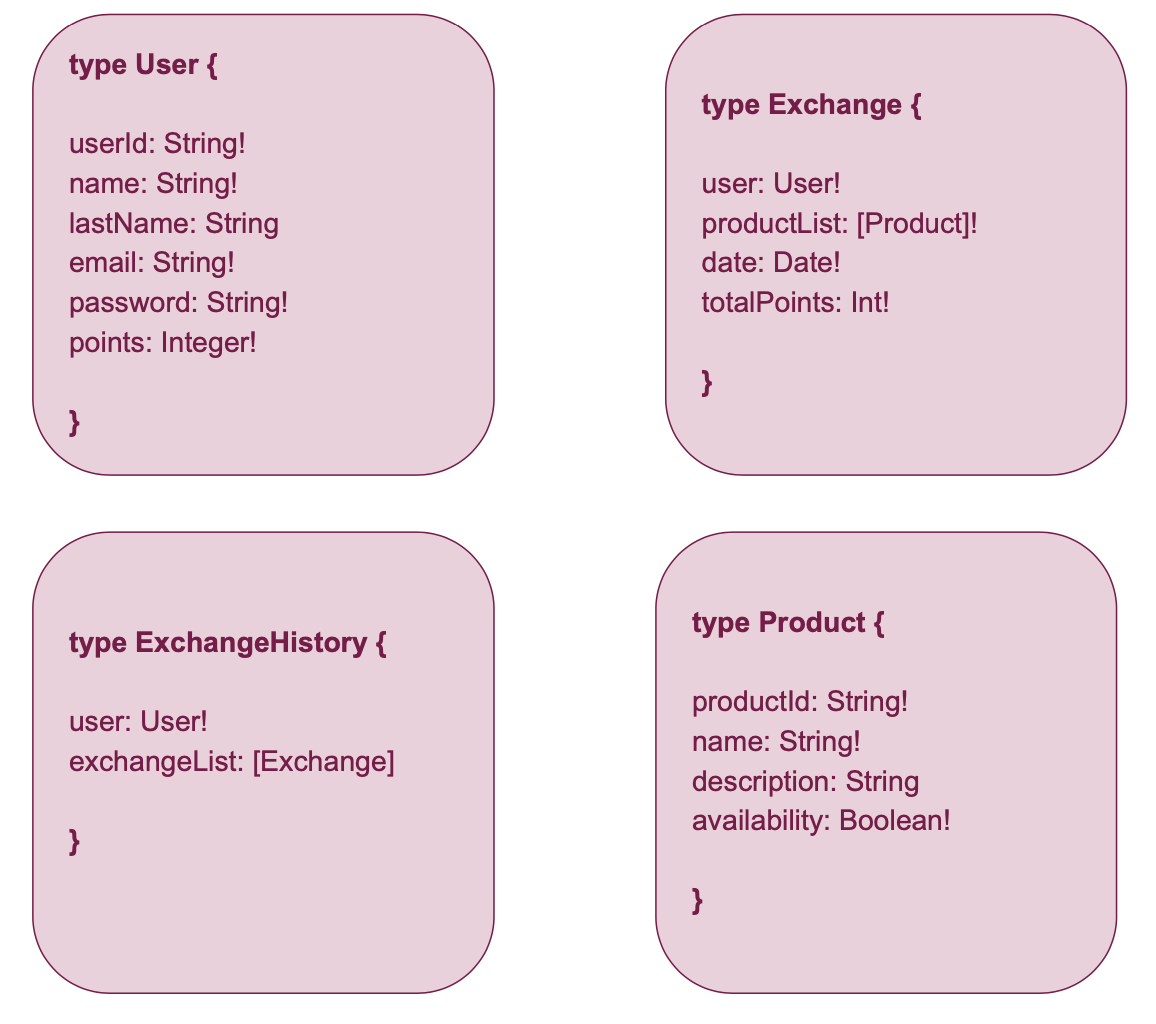 type User {
userId: String!
name: String!
lastName: String
email: String!
password: String!
points: Integer!
}
type Exchange {
user: User!
productList: [Product]!
date: Date!
totalPoints: Int!
}
type ExchangeHistory {
user: User!
exchangeList: [Exchange]
}
type Product {
productId: String!
name: String!
description: String
availability: Boolean!
}